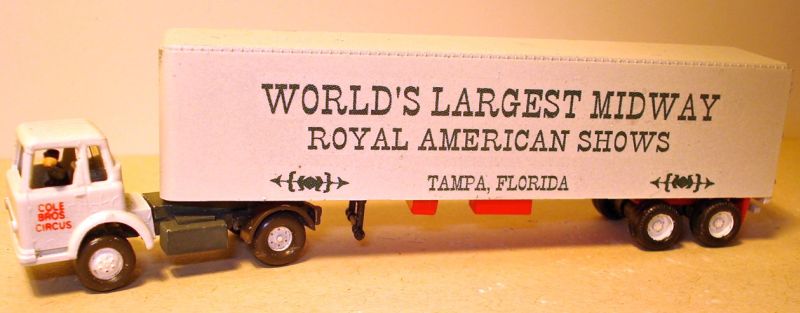 WORLD'S LARGEST MIDWAY
ROYAL AMERICAN SHOWS
TAMPA, FLORIDA
COLE
BROS
CIRCUS